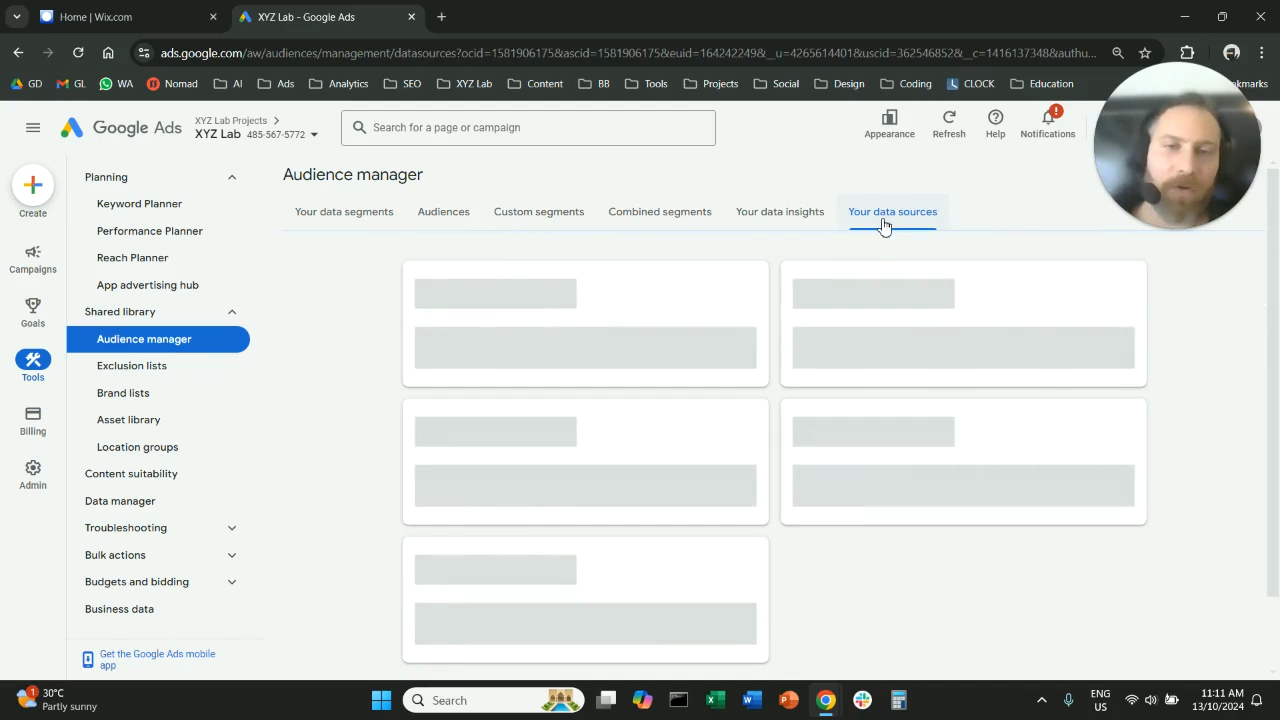 Home | Wix.com
XYZ Lab - Google Ads
ads.google.com/aw/audiences/management/datasources?ocid=1581906175&ascid=1581906175&euid=164242249&__u=4265614401&uscid=362546852&__c=1416137348&authu...
GD
GL
WA
Nomad
AI
Ads
Analytics
SEO
XYZ Lab
Content
BB
Tools
Projects
Social
Design
Coding
CLOCK
Education
Google Ads
XYZ Lab Projects
XYZ Lab 485-567-5772
Search for a page or campaign
Appearance
Refresh
Help
Notifications
Create
Campaigns
Goals
Tools
Billing
Admin
Planning
Keyword Planner
Performance Planner
Reach Planner
App advertising hub
Shared library
Audience manager
Exclusion lists
Brand lists
Asset library
Location groups
Content suitability
Data manager
Troubleshooting
Bulk actions
Budgets and bidding
Business data
Get the Google Ads mobile
app
Audience manager
Your data segments
Audiences
Custom segments
Combined segments
Your data insights
Your data sources
1
30°C
Partly sunny
Search
ENG
US
11:11 AM
13/10/2024